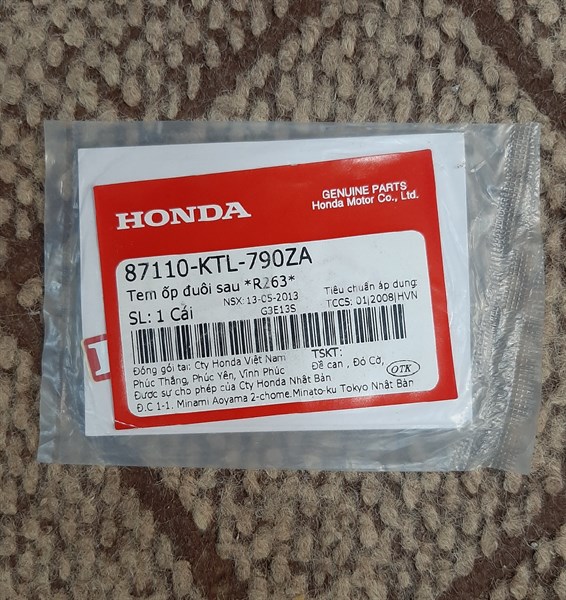 HONDA
GENUINE PARTS
Honda Motor Co., Ltd.
87110-KTL-790ZA
Tem ốp đuôi sau *R263*
SL: 1 Cái
NSX: 13-05-2013
G3E13S
Tiêu chuẩn áp dụng:
TCCS: 01|2008|HVN
Đóng gói tại: Cty Honda Việt Nam
Phúc Thắng, Phúc Yên, Vĩnh Phúc
TSKT:
Đề can , Đỏ Cờ,
OTK
Được sự cho phép của Cty Honda Nhật Bản
Đ.C 1-1. Minami Aoyama 2-chome.Minato-ku Tokyo Nhật Bản